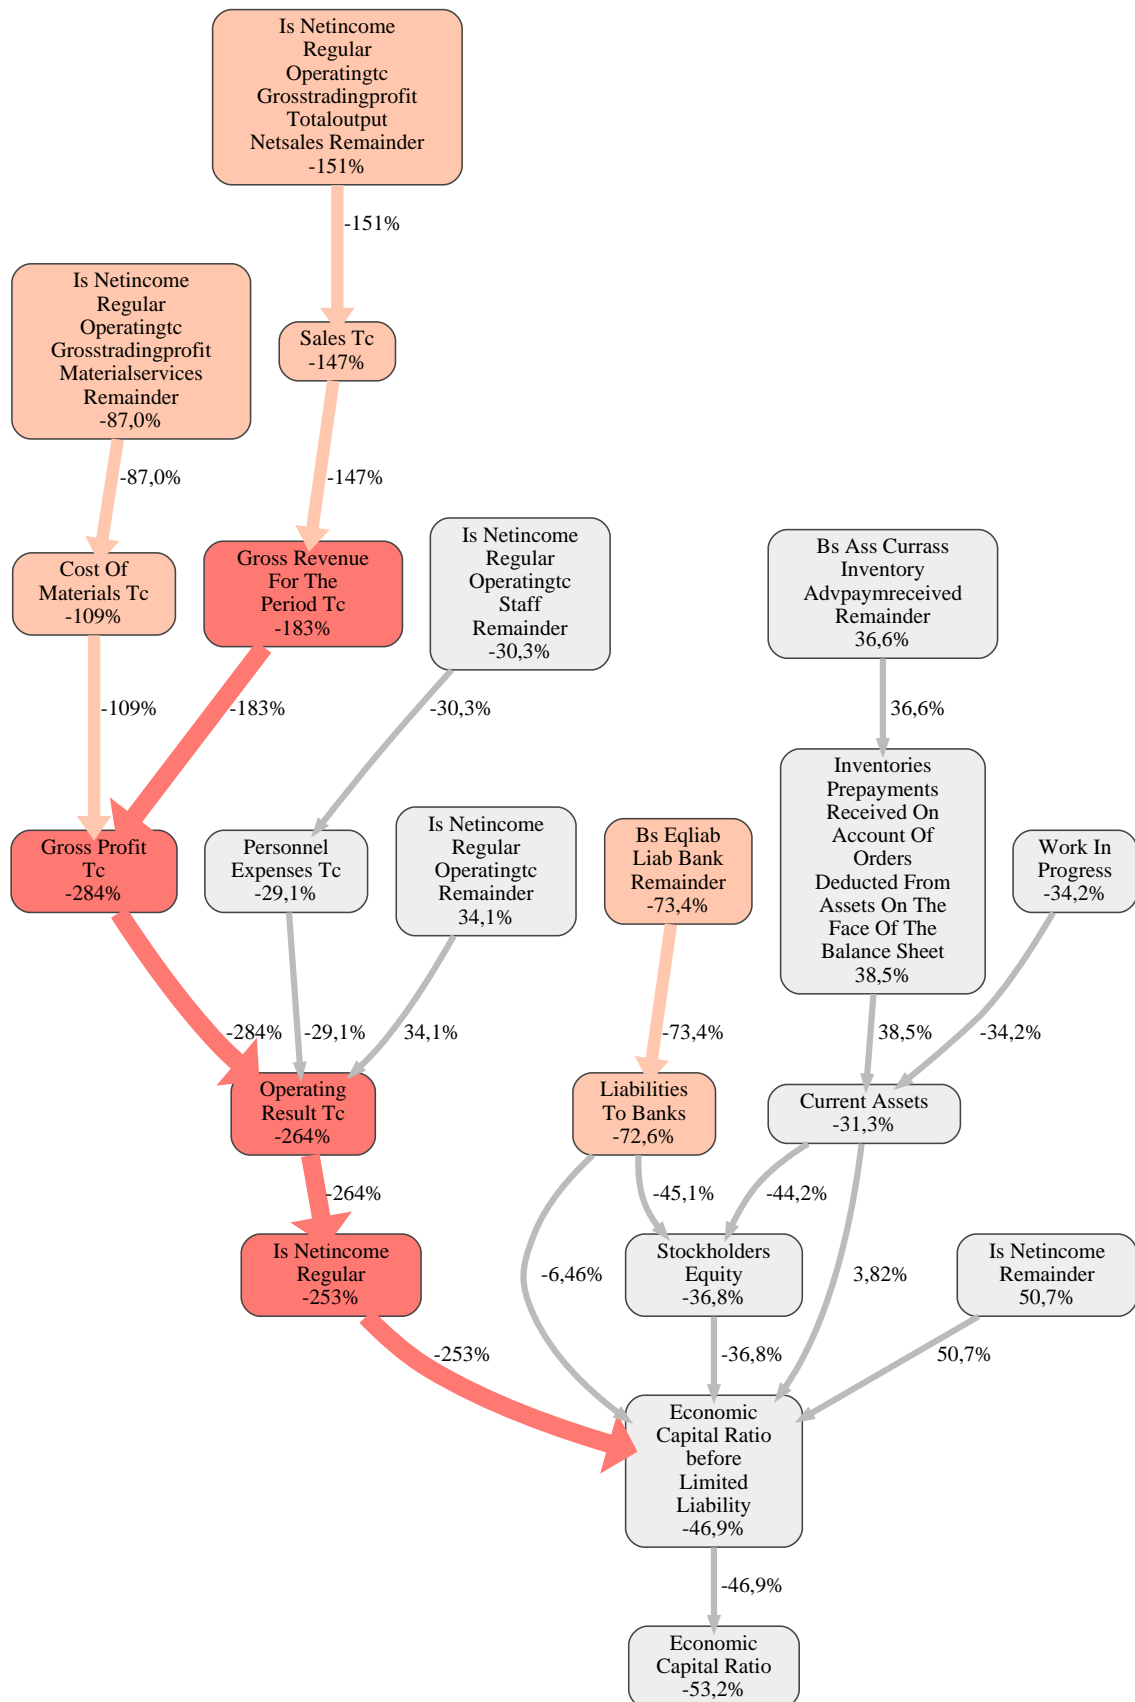 Is Netincome
Regular
Operatingtc
Grosstradingprofit
Totaloutput
Netsales Remainder
-151%
-151%
Is Netincome
Regular
Operatingtc
Grosstradingprofit
Materialservices
Remainder
-87,0%
Sales Tc
-147%
-87,0%
-147%
Cost Of
Materials Tc
-109%
Gross Revenue
For The
Period Tc
-183%
Is Netincome
Regular
Operatingtc
Staff
Remainder
-30,3%
Bs Ass Currass
Inventory
Advpaymreceived
Remainder
36,6%
-109%
-183%
-30,3%
36,6%
Gross Profit
Tc
-284%
Personnel
Expenses Tc
-29,1%
Is Netincome
Regular
Operatingtc
Remainder
34,1%
Bs Eqliab
Liab Bank
Remainder
-73,4%
Inventories
Prepayments
Received On
Account Of
Orders
Deducted From
Assets On The
Face Of The
Balance Sheet
38,5%
Work In
Progress
-34,2%
-284%
-29,1%
34,1%
-73,4%
38,5%
-34,2%
Operating
Result Tc
-264%
Liabilities
To Banks
-72,6%
Current Assets
-31,3%
-264%
-45,1%
-44,2%
Is Netincome
Regular
-253%
-6,46%
Stockholders
Equity
-36,8%
3,82%
Is Netincome
Remainder
50,7%
-253%
-36,8%
50,7%
Economic
Capital Ratio
before
Limited
Liability
-46,9%
-46,9%
Economic
Capital Ratio
-53,2%